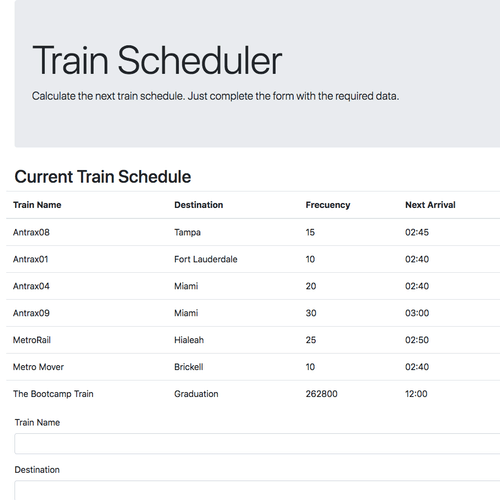 Train Scheduler
Calculate the next train schedule. Just complete the form with the required data.
Current Train Schedule
Train Name Destination Frecuency Next Arrival
Antrax08 Tampa 15 02:45
Antrax01 Fort Lauderdale 10 02:40
Antrax04 Miami 20 02:40
Antrax09 Miami 30 03:00
MetroRail Hialeah 25 02:50
Metro Mover Brickell 10 02:40
The Bootcamp Train Graduation 262800 12:00
Train Name
Destination